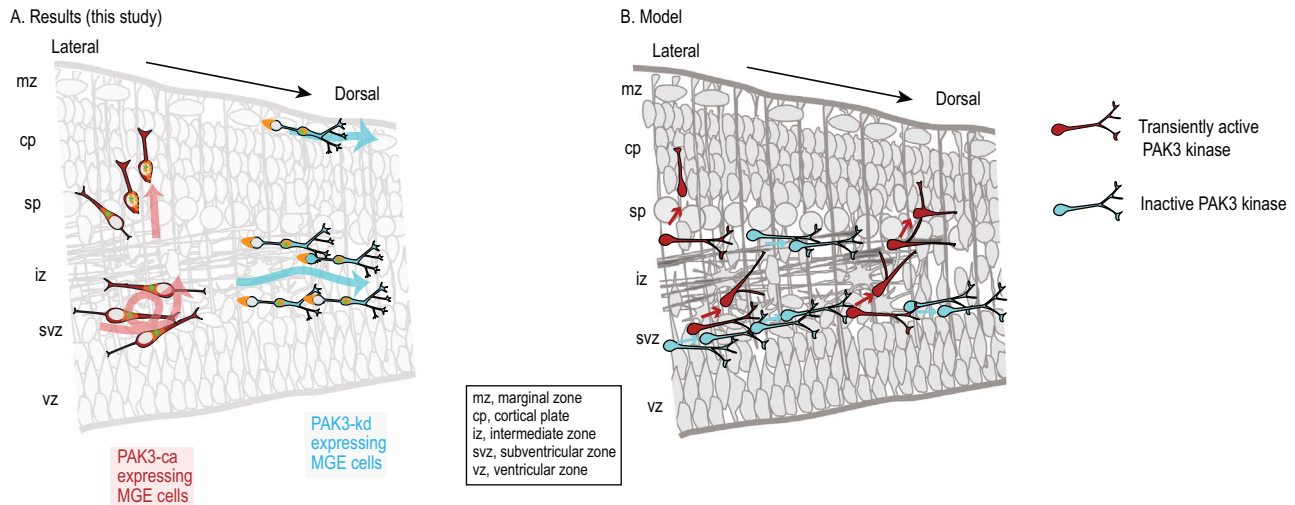 A. Results (this study)
Lateral
Dorsal
mz
cp
sp
iz
svz
vz
PAK3-ca
expressing
MGE cells
PAK3-kd
expressing
MGE cells
mz, marginal zone
cp, cortical plate
iz, intermediate zone
svz, subventricular zone
vz, ventricular zone
B. Model
Lateral
Dorsal
mz
cp
sp
iz
svz
vz
Transiently active
PAK3 kinase
Inactive PAK3 kinase